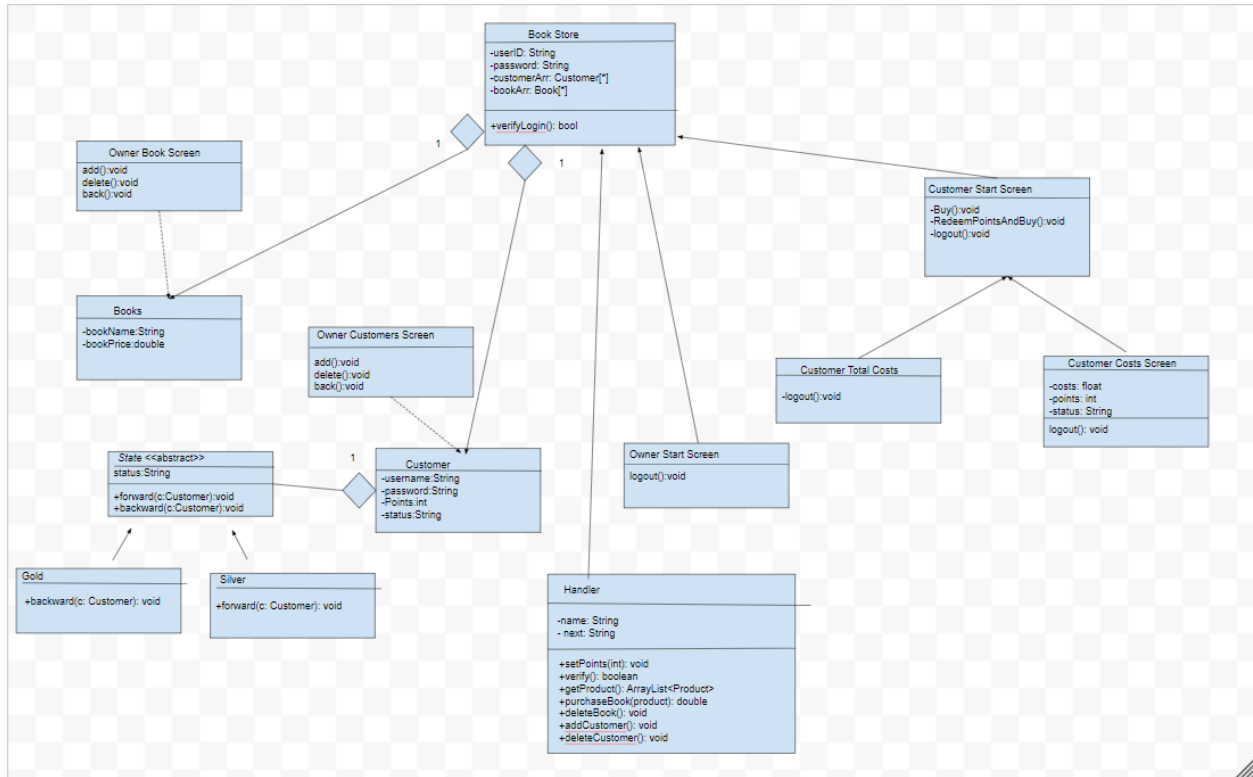 Book Store
-userID: String
-password: String
-customerArr: Customer[*]
-bookArr: Book[*]
+verifyLogin(): bool
1
1
Owner Book Screen
add():void
delete():void
back():void
Customer Start Screen
-Buy():void
-RedeemPointsAndBuy():void
-logout():void
Books
-bookName:String
-bookPrice:double
Owner Customers Screen
add():void
delete():void
back():void
Customer Total Costs
-logout():void
Customer Costs Screen
-costs: float
-points: int
-status: String
logout(): void
State <<abstract>>
status:String
+forward(c:Customer):void
+backward(c:Customer):void
1
Customer
-username:String
-password:String
-Points:int
-status:String
Owner Start Screen
logout():void
Gold
+backward(c: Customer): void
Silver
+forward(c: Customer): void
Handler
-name: String
- next: String
+setPoints(int): void
+verify(): boolean
+getProduct(): ArrayList<Product>
+purchaseBook(product): double
+deleteBook(): void
+addCustomer(): void
+deleteCustomer(): void